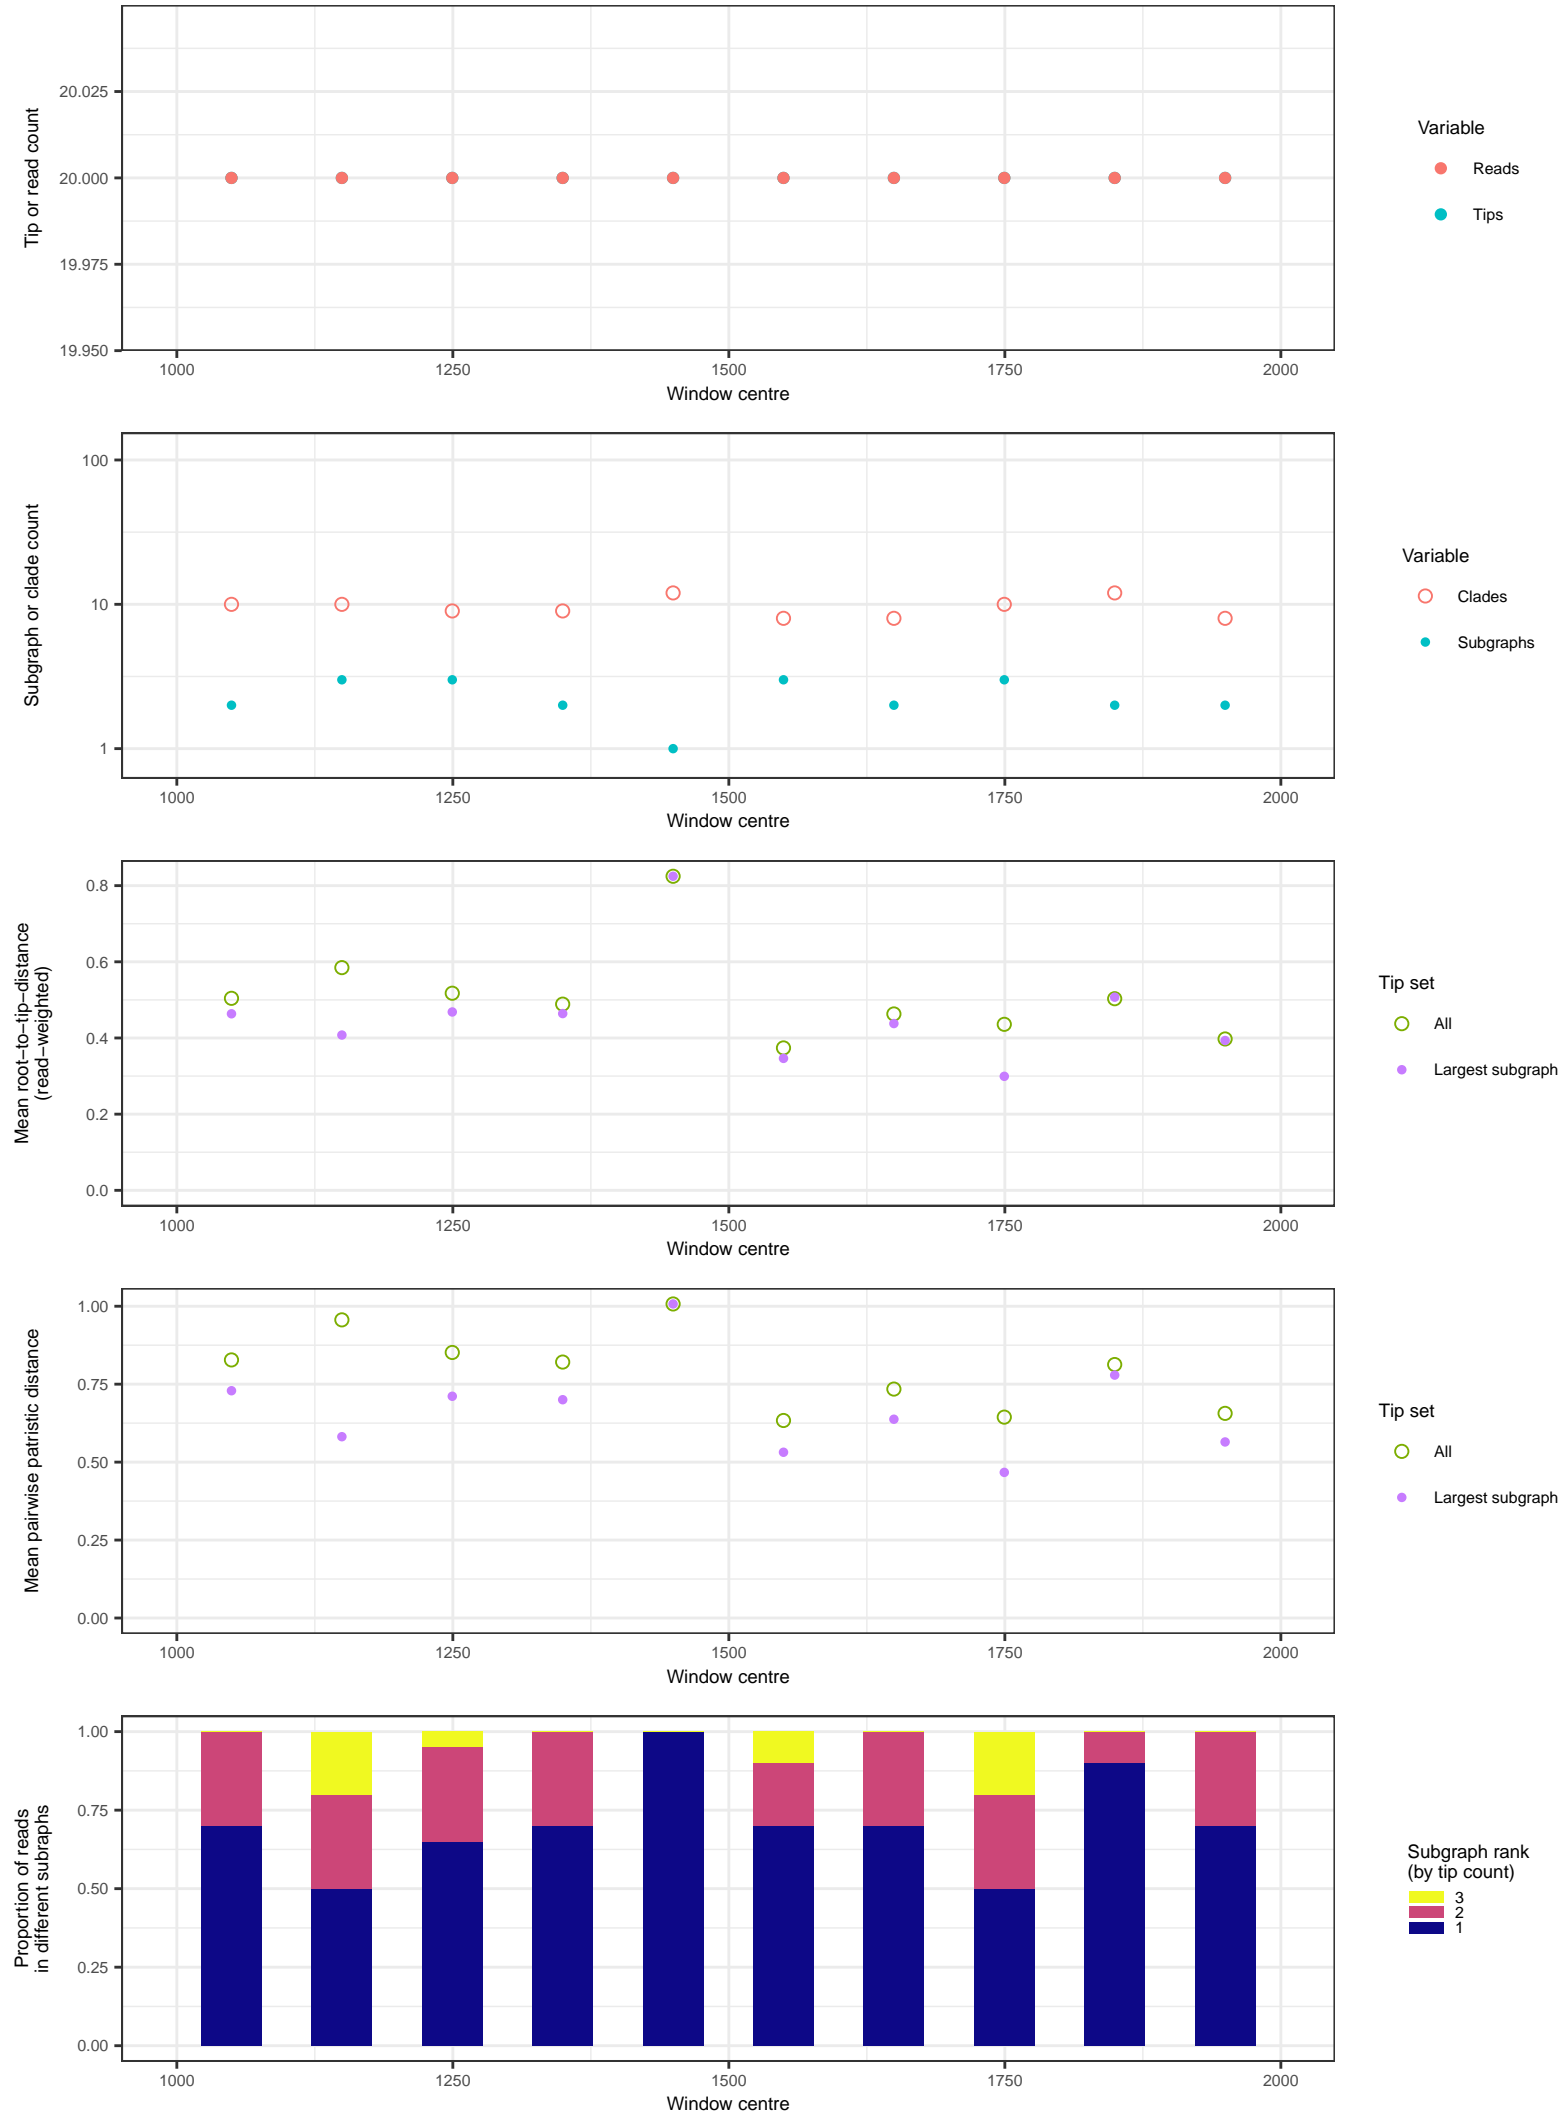 Tip or read count
20.025
20.000
19.975
19.950
1000 1250 1500 1750 2000
Window centre
Variable
Reads
Tips
Subgraph or clade count
100
10
1
1000 1250 1500 1750 2000
Window centre
Variable
Clades
Subgraphs
Mean root−to−tip−distance
(read−weighted)
0.8
0.6
0.4
0.2
0.0
1000 1250 1500 1750 2000
Window centre
Tip set
All
Largest subgraph
Mean pairwise patristic distance
1.00
0.75
0.50
0.25
0.00
1000 1250 1500 1750 2000
Window centre
Tip set
All
Largest subgraph
Proportion of reads
in different subraphs
1.00
0.75
0.50
0.25
0.00
1000 1250 1500 1750 2000
Window centre
Subgraph rank
(by tip count)
3
2
1